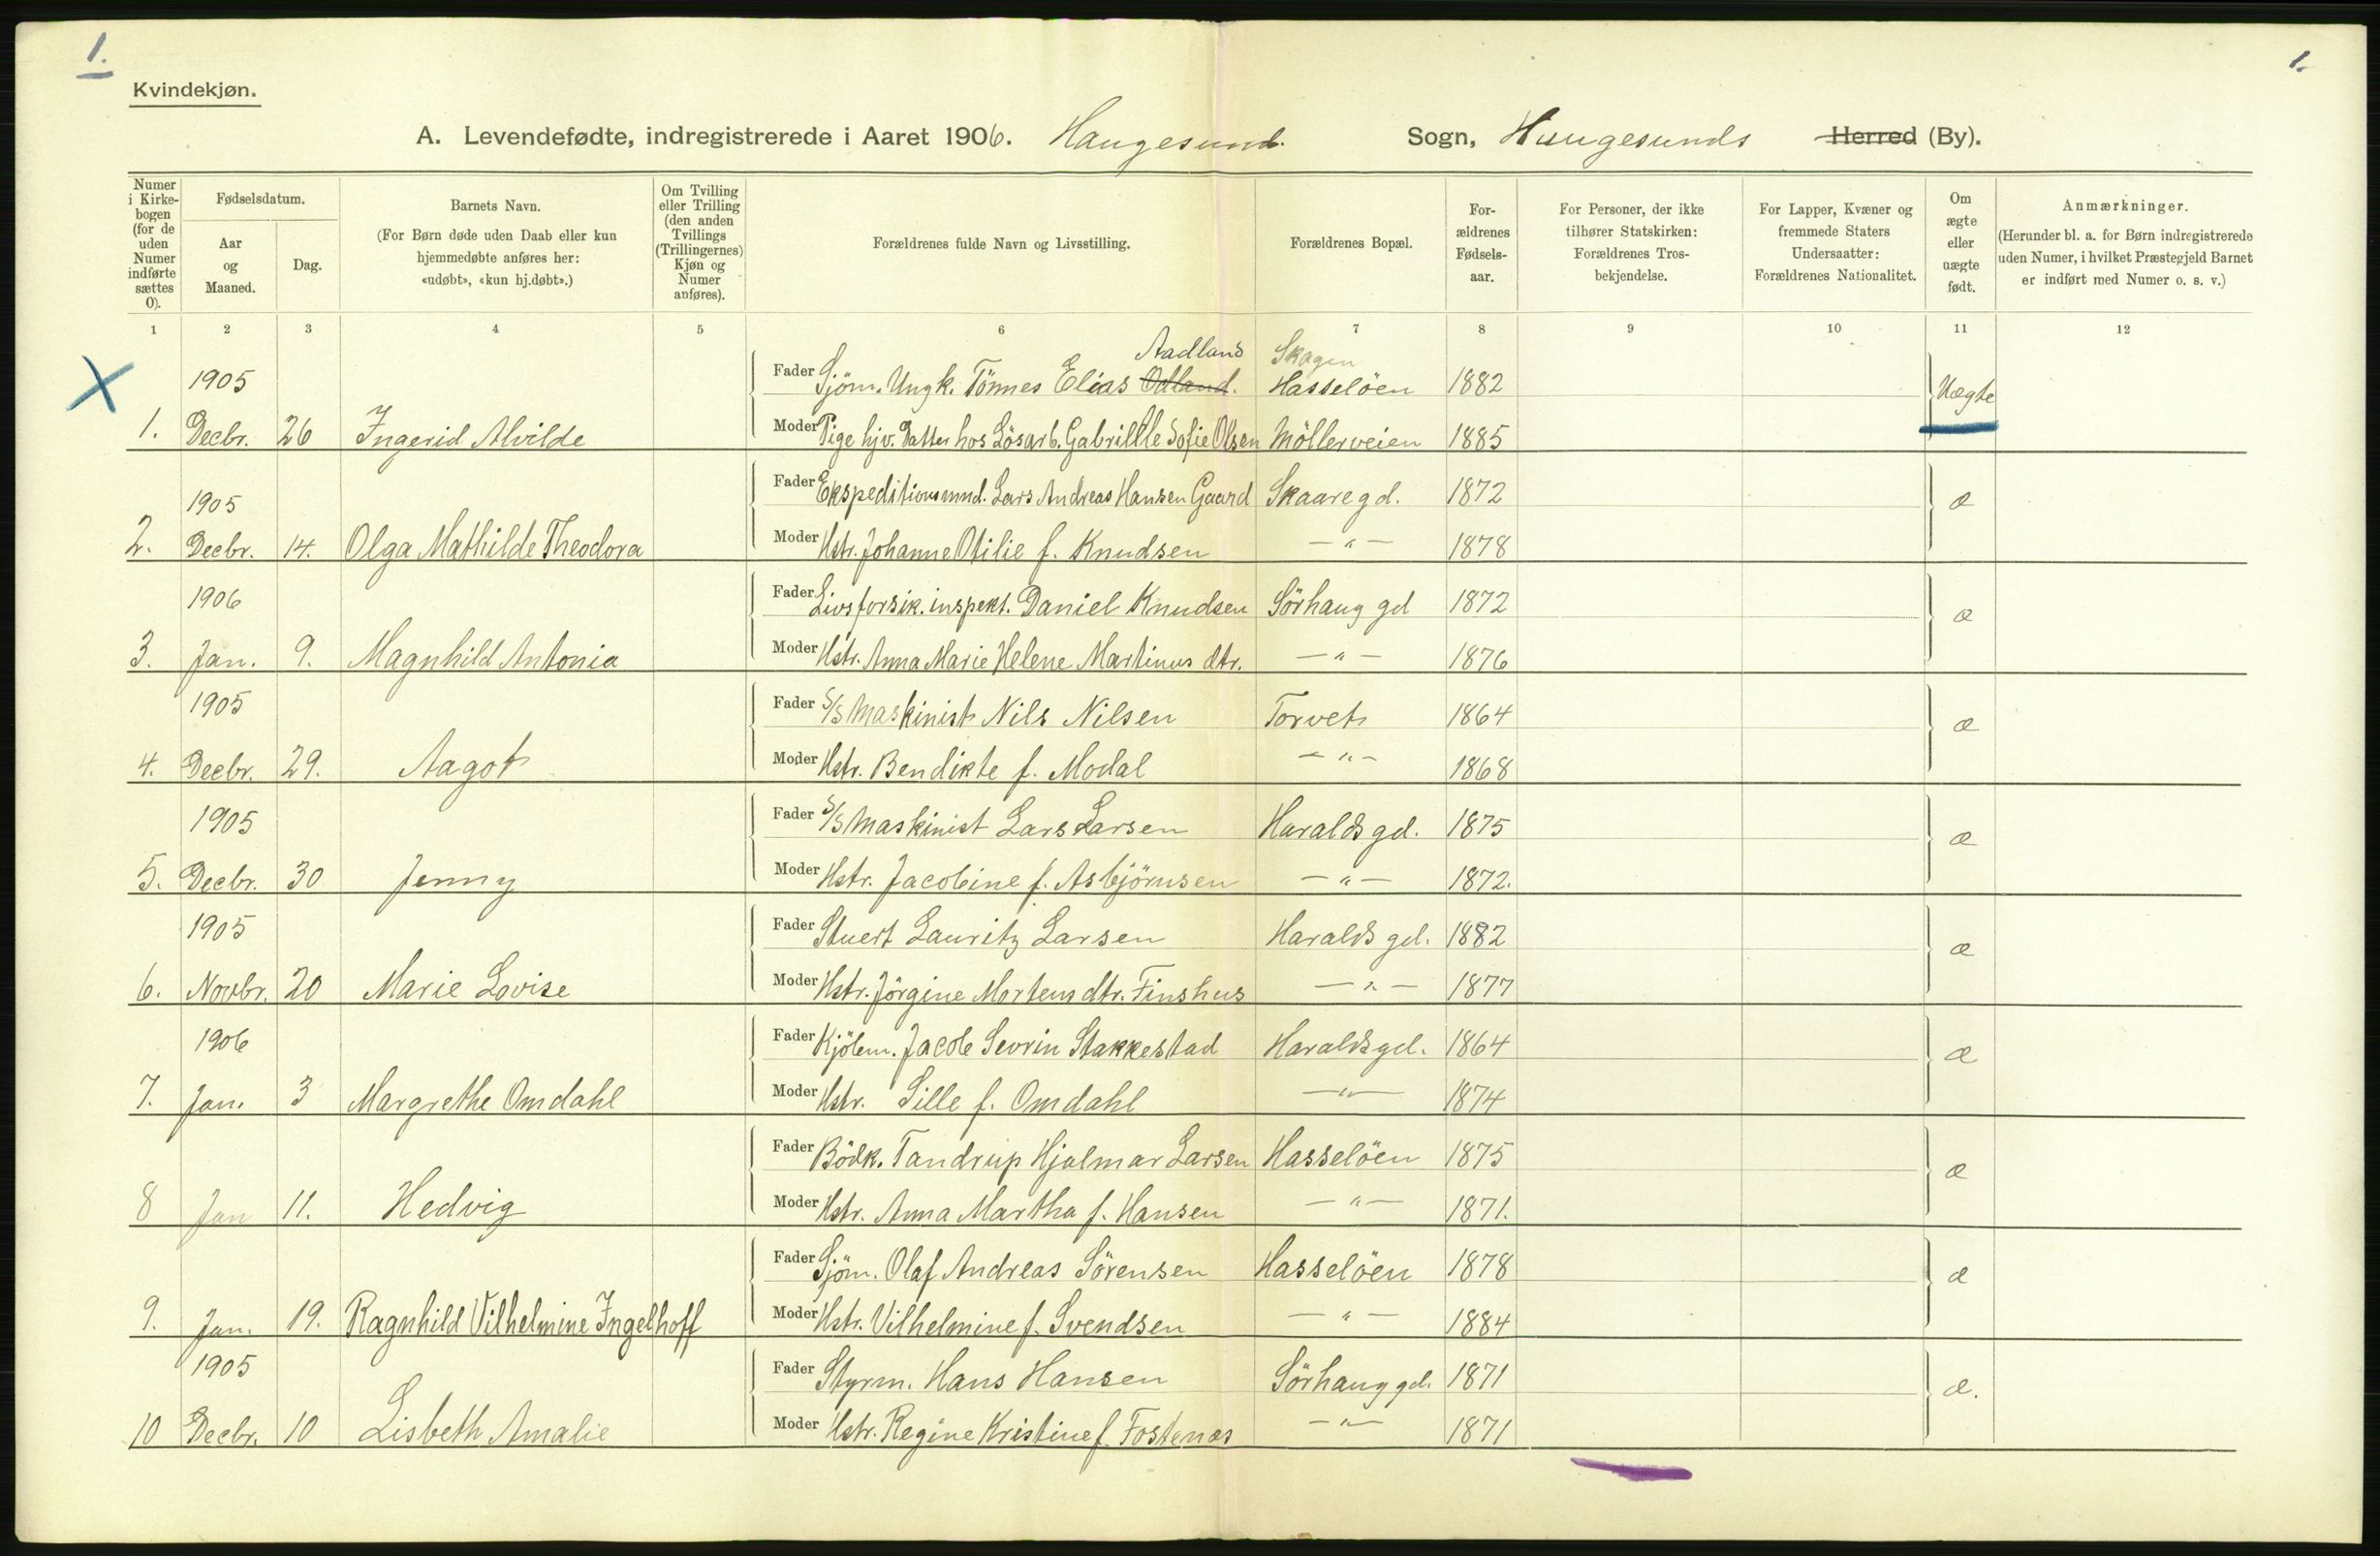 1.
1.
Kvindekjøn.
A. Levendefødte, indregistrerede i Aaret 1906. Haugesund. Sogn, Haugesunds Herred (By).
Numer i Kirkebogen (for de uden Numer indførte sættes 0). | Fødselsdatum. Aar og Maaned. | Dag. | Barnets Navn. (For Børn døde uden Daab eller kun hjemmedøbte anføres her: «udøbt», «kun hj.døbt».) | Om Tvilling eller Trilling (den anden Tvillings (Trillingernes) Kjøn og Numer anføres). | Forældrenes fulde Navn og Livsstilling. | Forældrenes Bopæl. | Forældrenes Fødselsaar. | For Personer, der ikke tilhører Statskirken: Forældrenes Trosbekjendelse. | For Lapper, Kvæner og fremmede Staters Undersaatter: Forældrenes Nationalitet. | Om ægte eller uægte født. | Anmærkninger. (Herunder bl. a. for Børn indregistrerede uden Numer, i hvilket Præstegjeld Barnet er indført med Numer o. s. v.)
1 2 3 4 5 6 7 8 9 10 11 12
Aadland Skagen
1905 Fader Sjöm. Ungk. Tönnes Elias Odland. Hasselöen 1882 Uægte
1. Decbr. 26 Ingerid Alvilde Moder Pige hjv. Datter hos Lösarb. Gabrielle Sofie Olsen Möllerveien 1885
1905 Fader Ekspeditionsmnd. Lars Andreas Hansen Gaard Skaaregd. 1872 æ
2. Decbr. 14. Olga Mathilde Theodora Moder Hstr. Johanne Otilie f. Knudsen — " — 1878
1906 Fader Livsforsik. inspekt. Daniel Knudsen Sörhaug gd 1872 æ
3. Jan. 9. Magnhild Antonia Moder Hstr. Anna Marie Helene Martinus dtr. — " — 1876
1905 Fader S/S Maskinist Nils Nilsen Torvet 1864 æ
4. Decbr. 29. Aagot Moder Hstr. Bendikte f. Modal — " — 1868
1905 Fader S/S Maskinist Lars Larsen Haralds gd. 1875 æ
5. Decbr. 30 Jenny Moder Hstr. Jacobine f. Asbjörnsen — " — 1872.
1905 Fader Stuert Lauritz Larsen Haralds gd. 1882 æ
6. Novbr. 20 Marie Lovise Moder Hstr. Jörgine Mortens dtr. Finshus — " — 1877
1906 Fader Kjölem. Jacob Sevrin Stakkestad Haralds gd. 1864 æ
7. Jan. 3 Margrethe Omdahl Moder Hstr. Sille f. Omdahl — " — 1874
Fader Bödk. Tandrup Hjalmar Larsen Hasselöen 1875 æ
8 Jan 11. Hedvig Moder Hstr. Anna Martha f. Hansen — " — 1871.
Fader Sjöm. Olaf Andreas Sörensen Hasselöen 1878 æ
9. Jan. 19. Ragnhild Vilhelmine Ingelhoff Moder Hstr. Vilhelmine f. Svendsen — " — 1884
1905 Fader Styrm. Hans Hansen Sörhaug gd. 1871 æ.
10 Decbr. 10 Lisbeth Amalie Moder Hstr. Regine Kristine f. Fostenæs — " — 1871